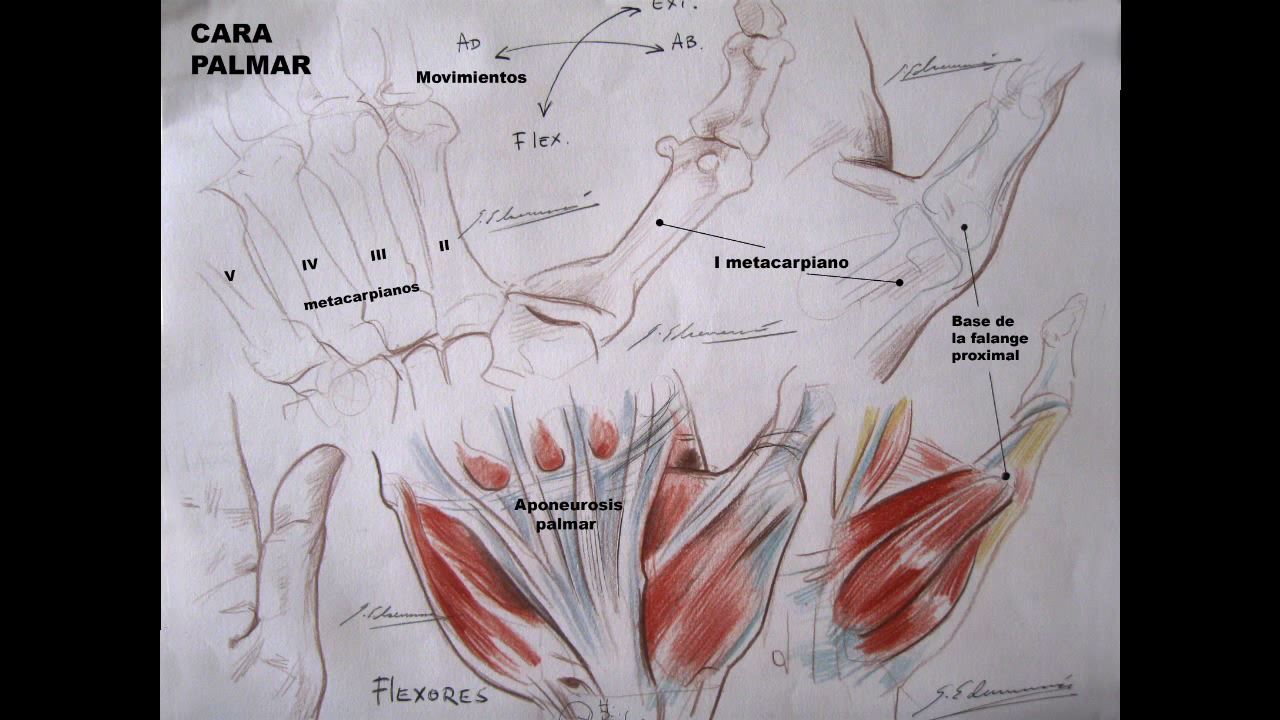 CARA
PALMAR
EXT.
AD
AB.
Movimientos
Flex.
V
IV
III
II
metacarpianos
I metacarpiano
Base de
la falange
proximal
Aponeurosis
palmar
FLEXORES